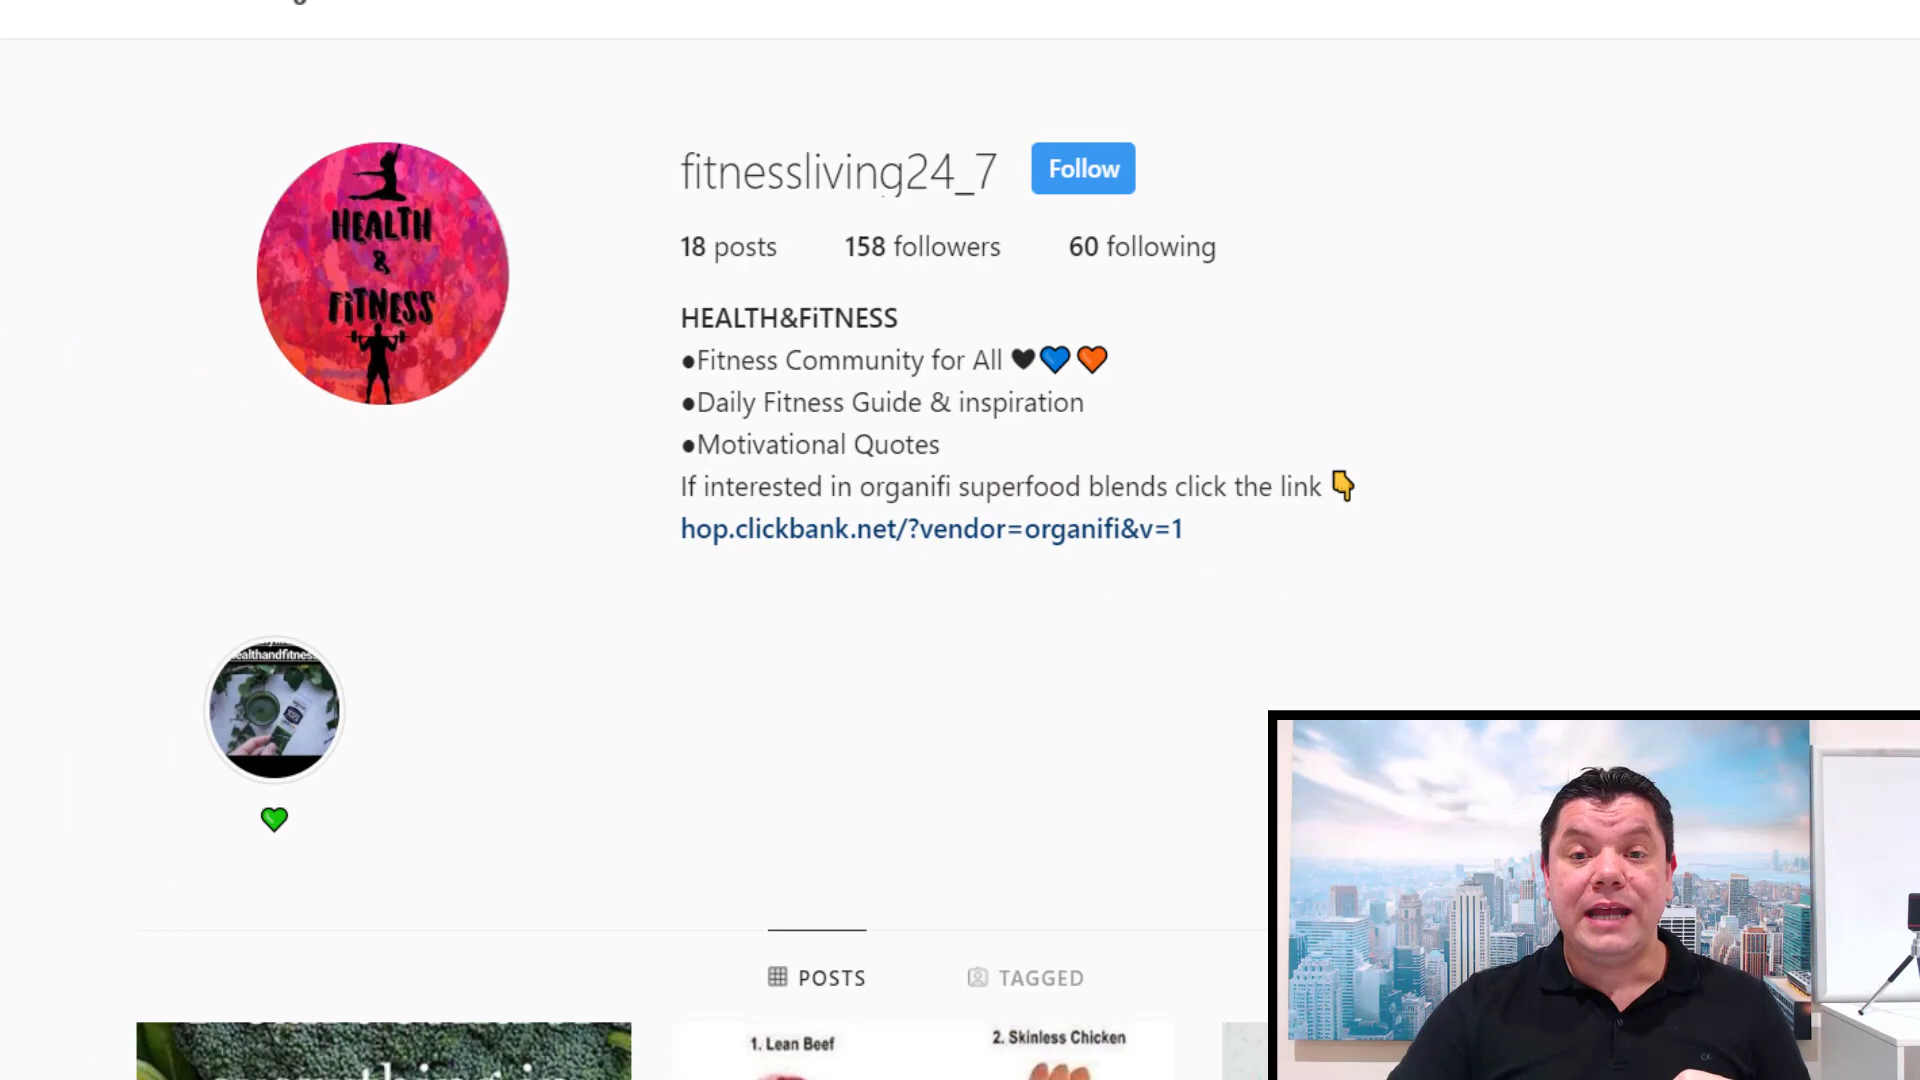 HEALTH
&
FiTNESS
fitnessliving24_7
Follow
18 posts 158 followers 60 following
HEALTH&FiTNESS
●Fitness Community for All 🖤💙🧡
●Daily Fitness Guide & inspiration
●Motivational Quotes
If interested in organifi superfood blends click the link 👇
hop.clickbank.net/?vendor=organifi&v=1
ealthandfitness
💚
POSTS
TAGGED
1. Lean Beef
2. Skinless Chicken